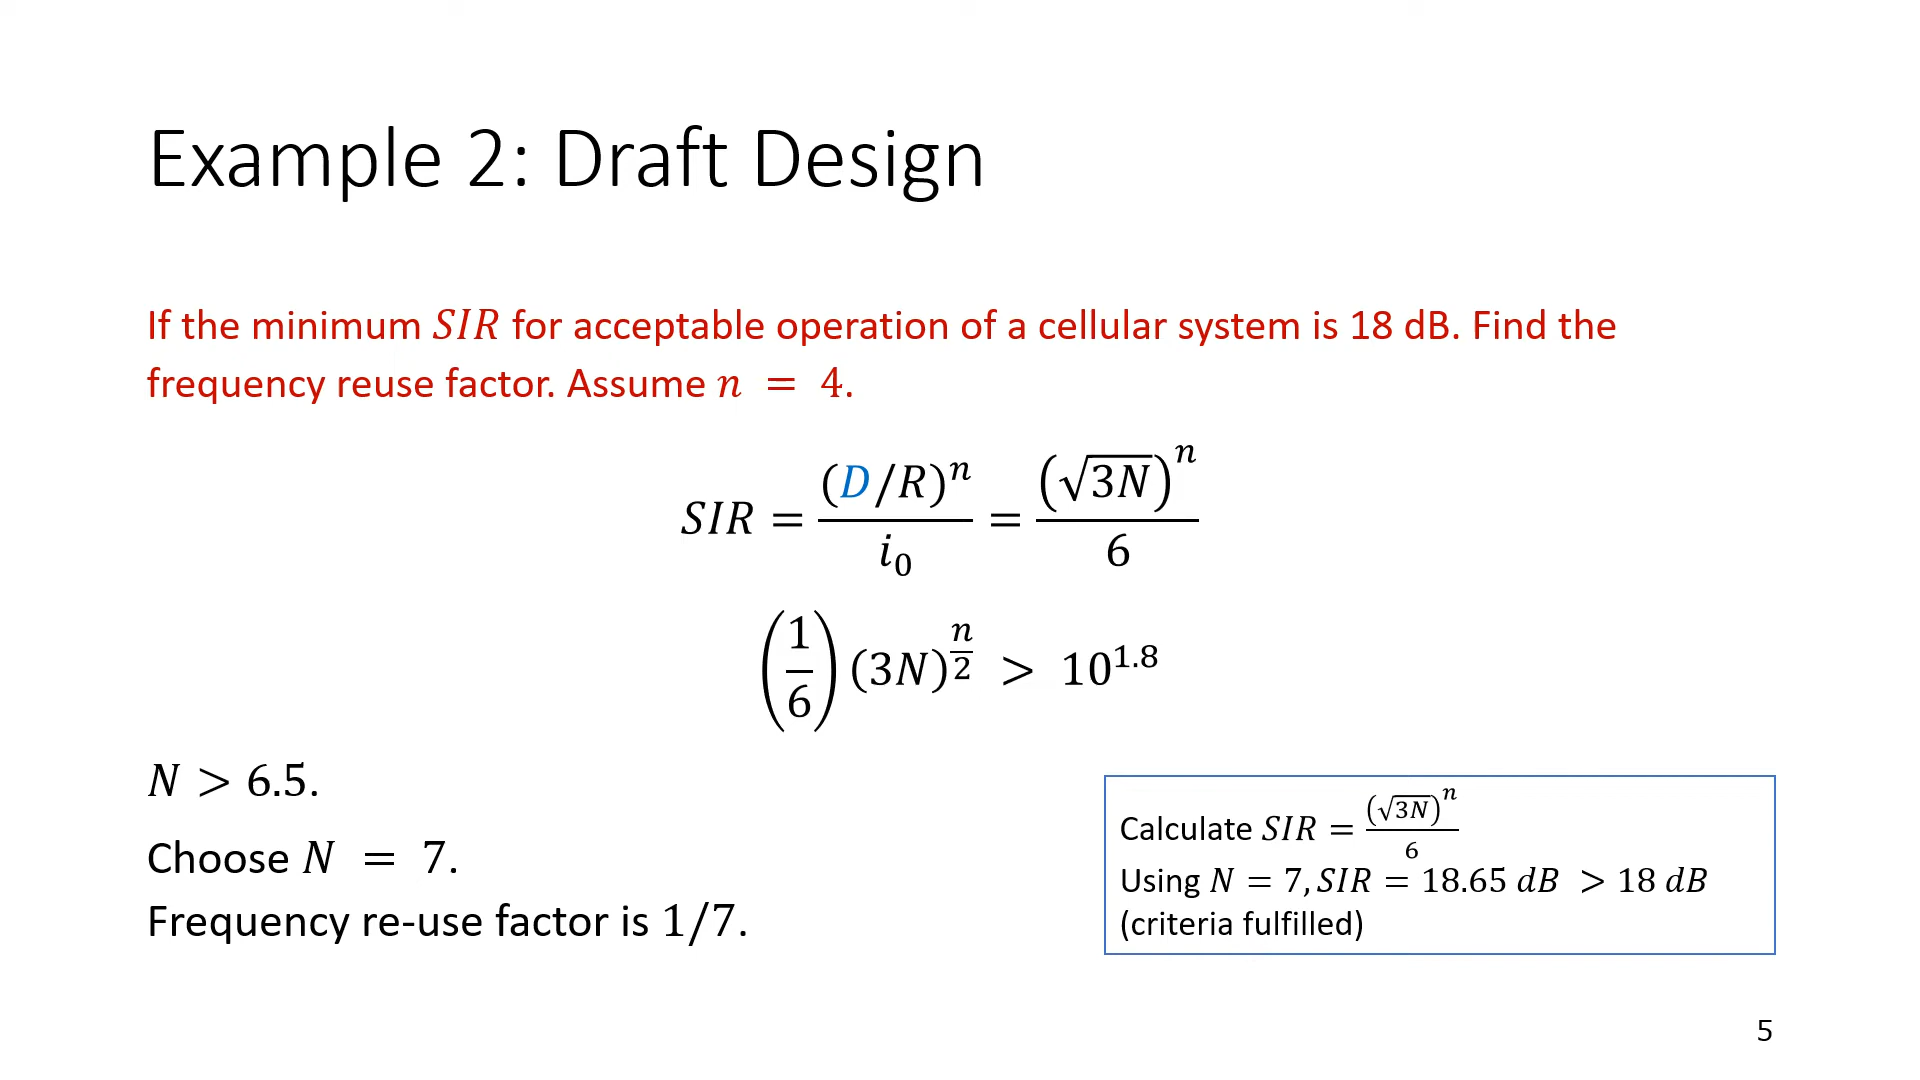 Example 2: Draft Design
If the minimum SIR for acceptable operation of a cellular system is 18 dB. Find the
frequency reuse factor. Assume n = 4.
SIR = (D/R)^n / i_0 = (√3N)^n / 6
(1/6) (3N)^(n/2) > 10^1.8
N > 6.5.
Choose N = 7.
Frequency re-use factor is 1/7.
Calculate SIR = (√3N)^n / 6
Using N = 7, SIR = 18.65 dB > 18 dB
(criteria fulfilled)
5